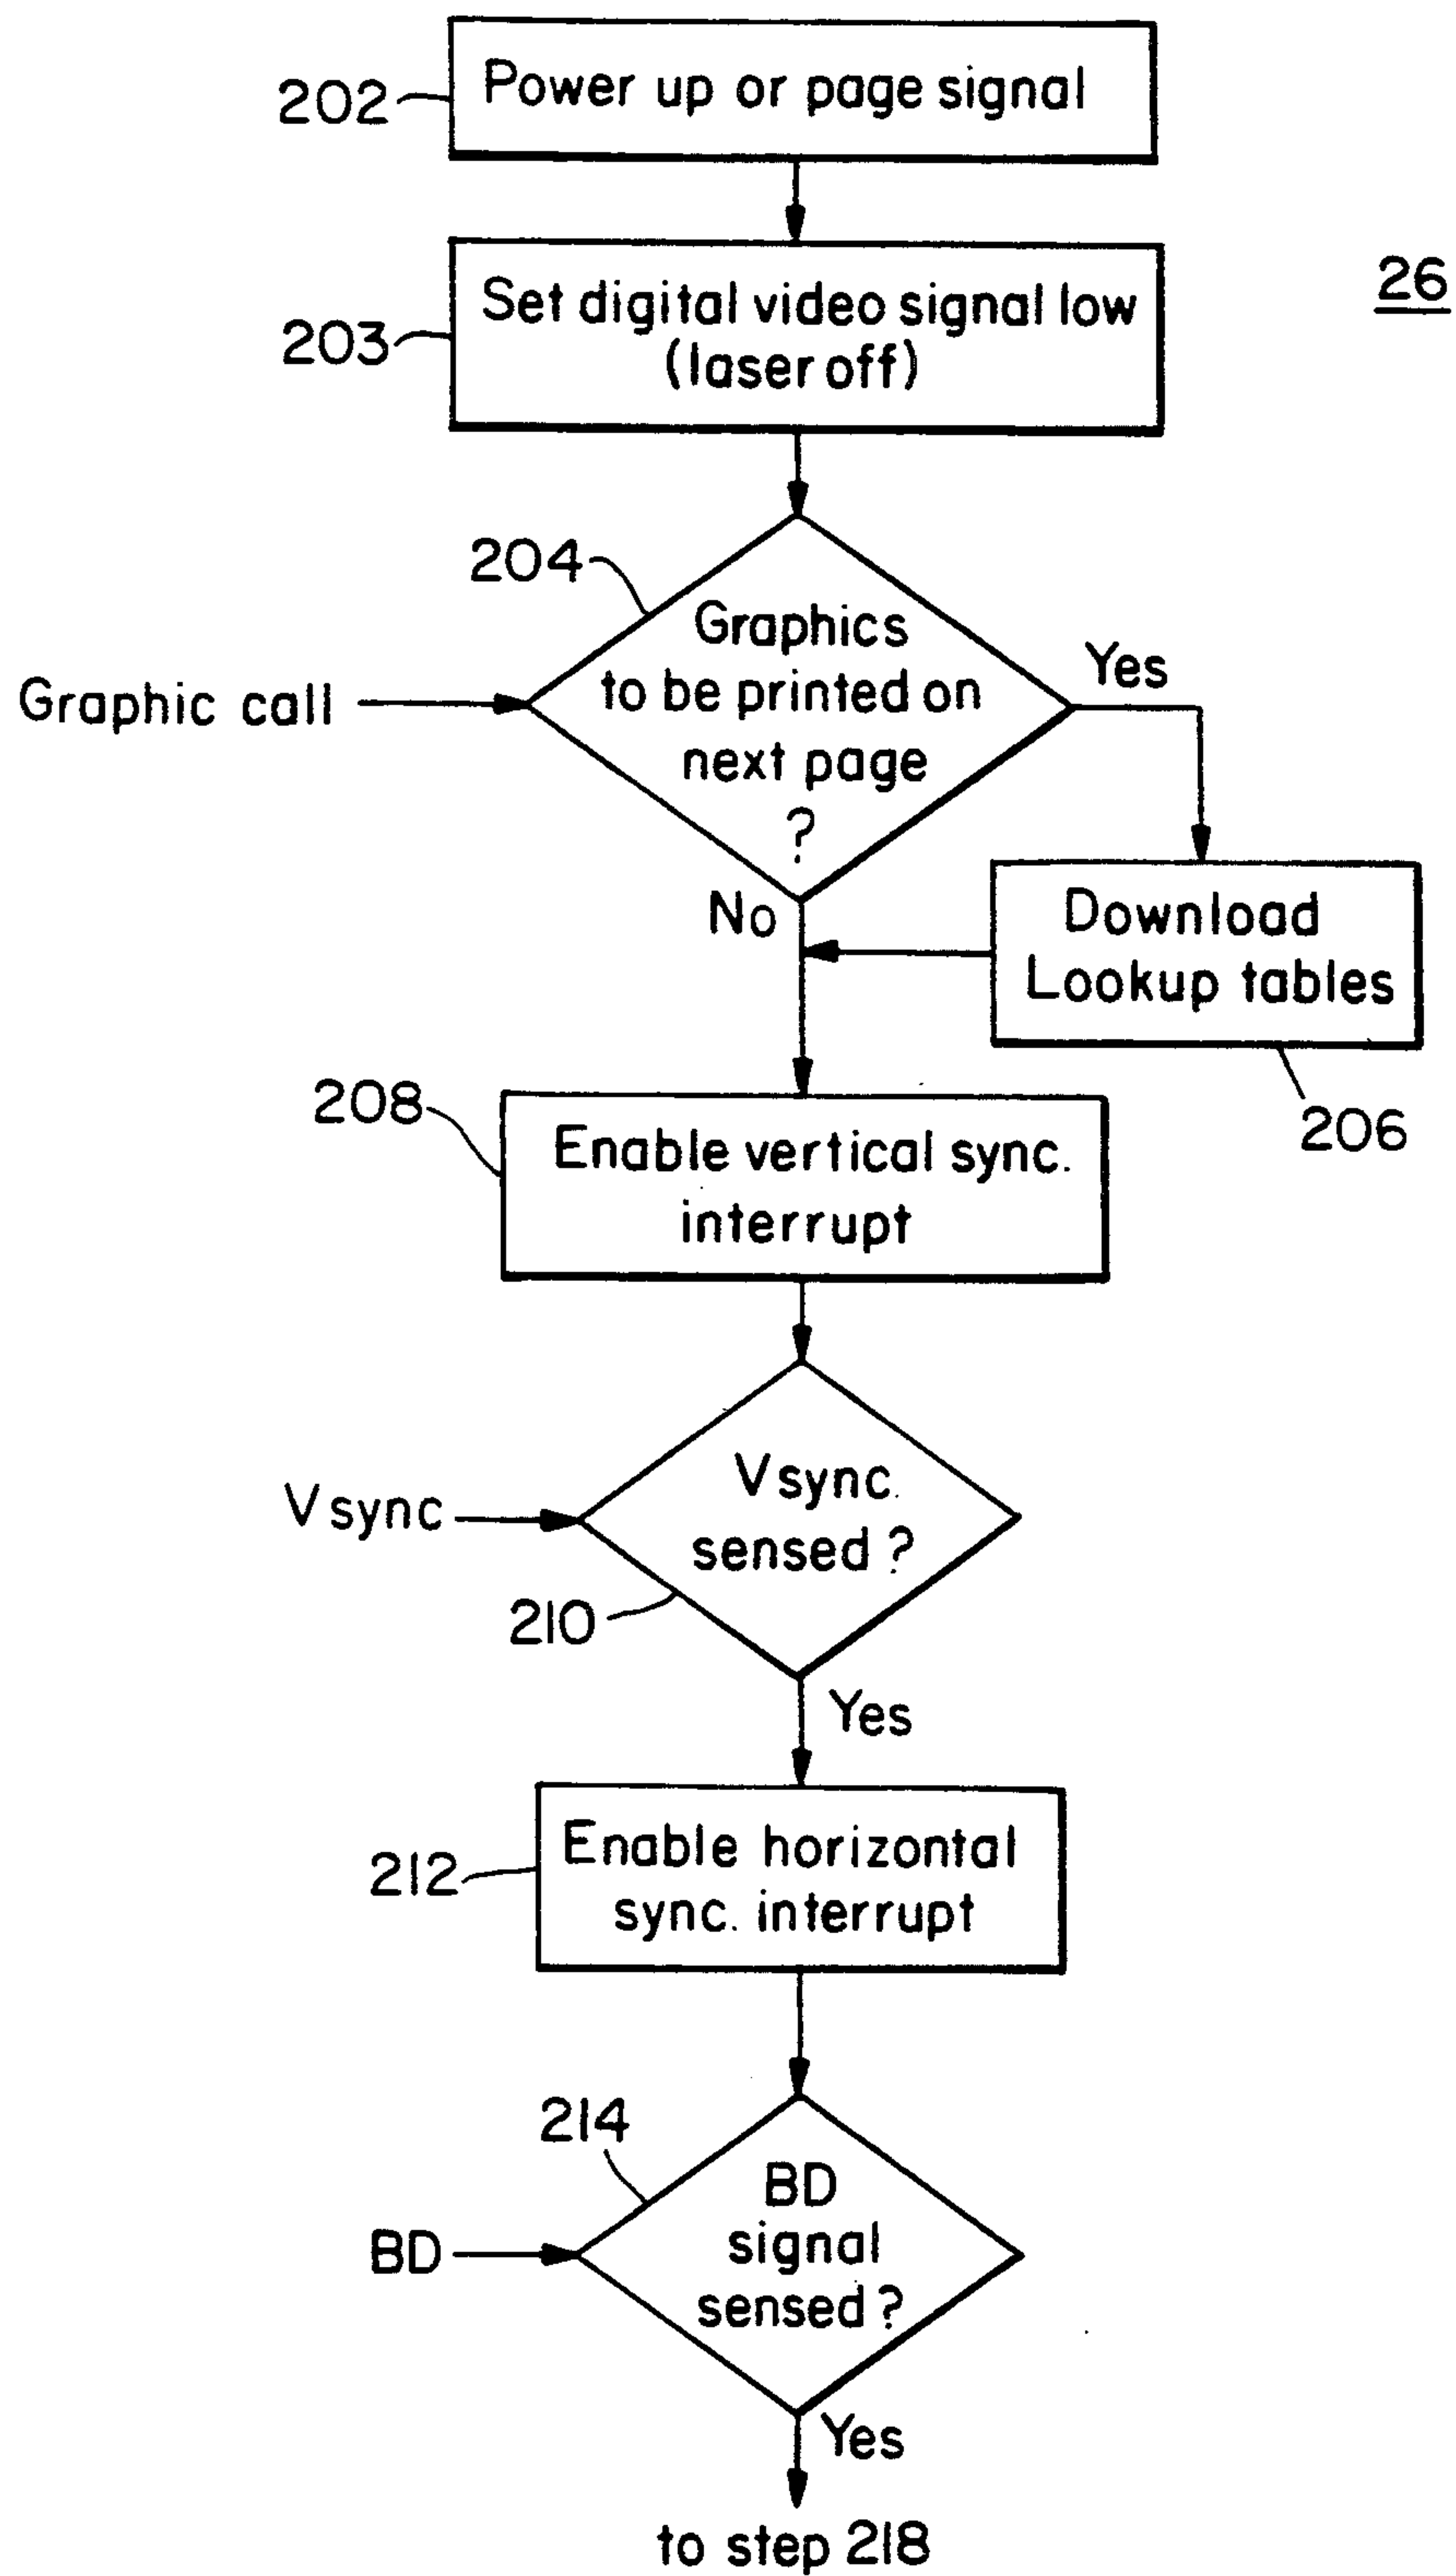 202
Power up or page signal
203
Set digital video signal low
(laser off)
26
204
Graphics
to be printed on
next page
?
Graphic call
Yes
No
Download
Lookup tables
206
208
Enable vertical sync.
interrupt
Vsync
Vsync.
sensed ?
210
Yes
212
Enable horizontal
sync. interrupt
214
BD
BD
signal
sensed ?
Yes
to step 218